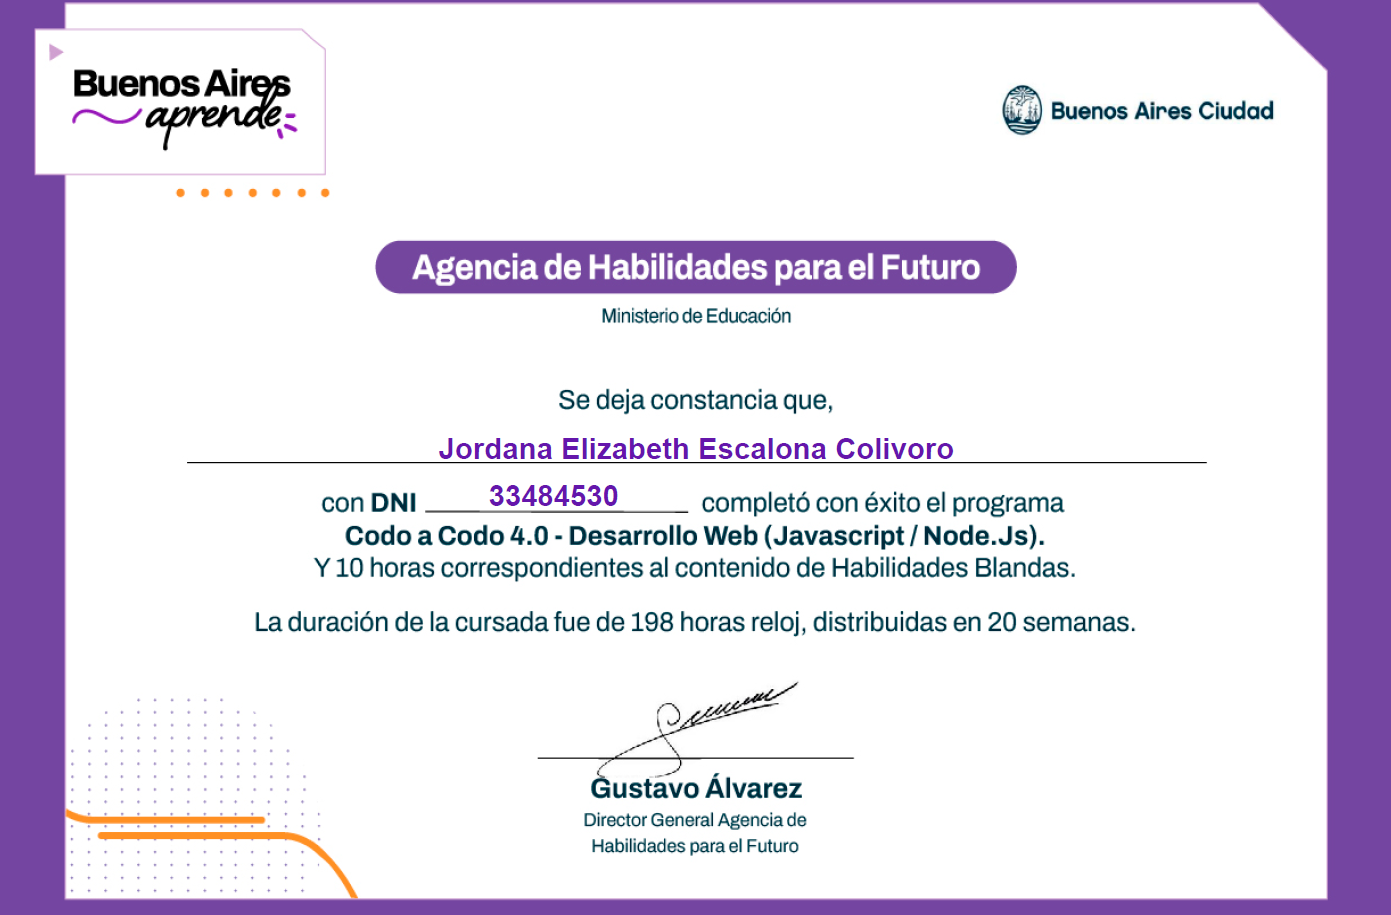 Buenos Aires
aprende
Buenos Aires Ciudad
Agencia de Habilidades para el Futuro
Ministerio de Educación
Se deja constancia que,
Jordana Elizabeth Escalona Colivoro
con DNI 33484530 completó con éxito el programa
Codo a Codo 4.0 - Desarrollo Web (Javascript / Node.Js).
Y 10 horas correspondientes al contenido de Habilidades Blandas.
La duración de la cursada fue de 198 horas reloj, distribuidas en 20 semanas.
Gustavo Álvarez
Director General Agencia de
Habilidades para el Futuro